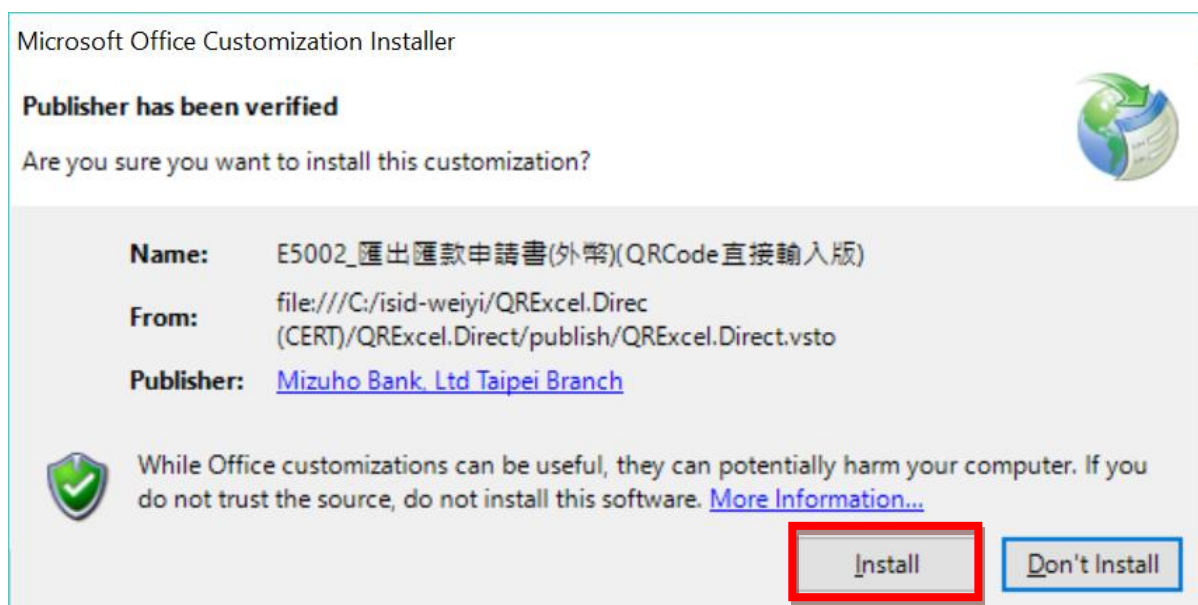 Microsoft Office Customization Installer
Publisher has been verified
Are you sure you want to install this customization?
Name: E5002_匯出匯款申請書(外幣)(QRCode直接輸入版)
From: file:///C:/isid-weiyi/QRExcel.Direc
(CERT)/QRExcel.Direct/publish/QRExcel.Direct.vsto
Publisher: Mizuho Bank, Ltd Taipei Branch
While Office customizations can be useful, they can potentially harm your computer. If you
do not trust the source, do not install this software. More Information...
Install Don't Install